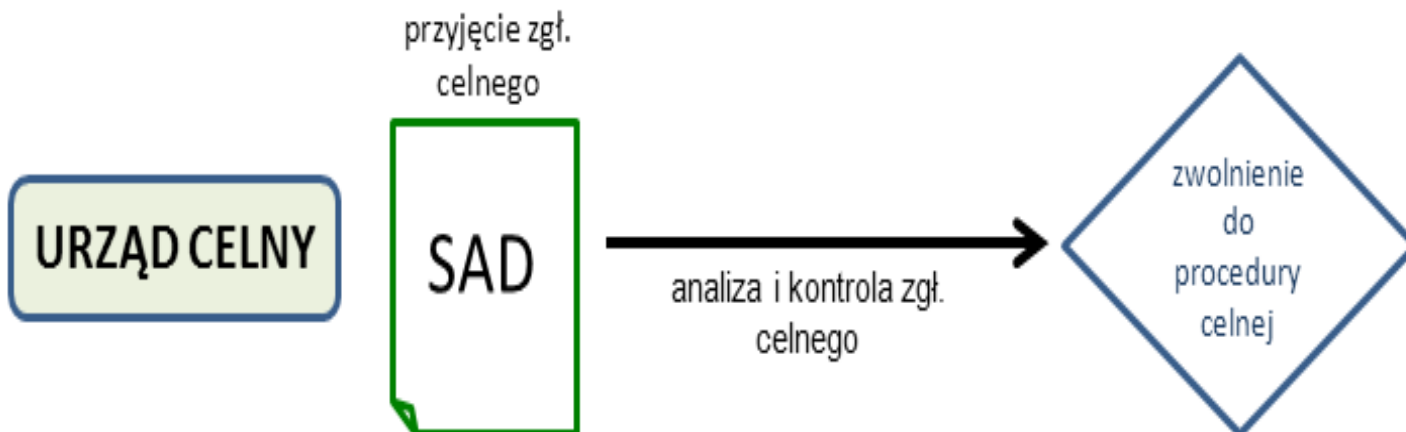 przyjęcie zgł.
celnego
URZĄD CELNY
SAD
analiza i kontrola zgł.
celnego
zwolnienie
do
procedury
celnej